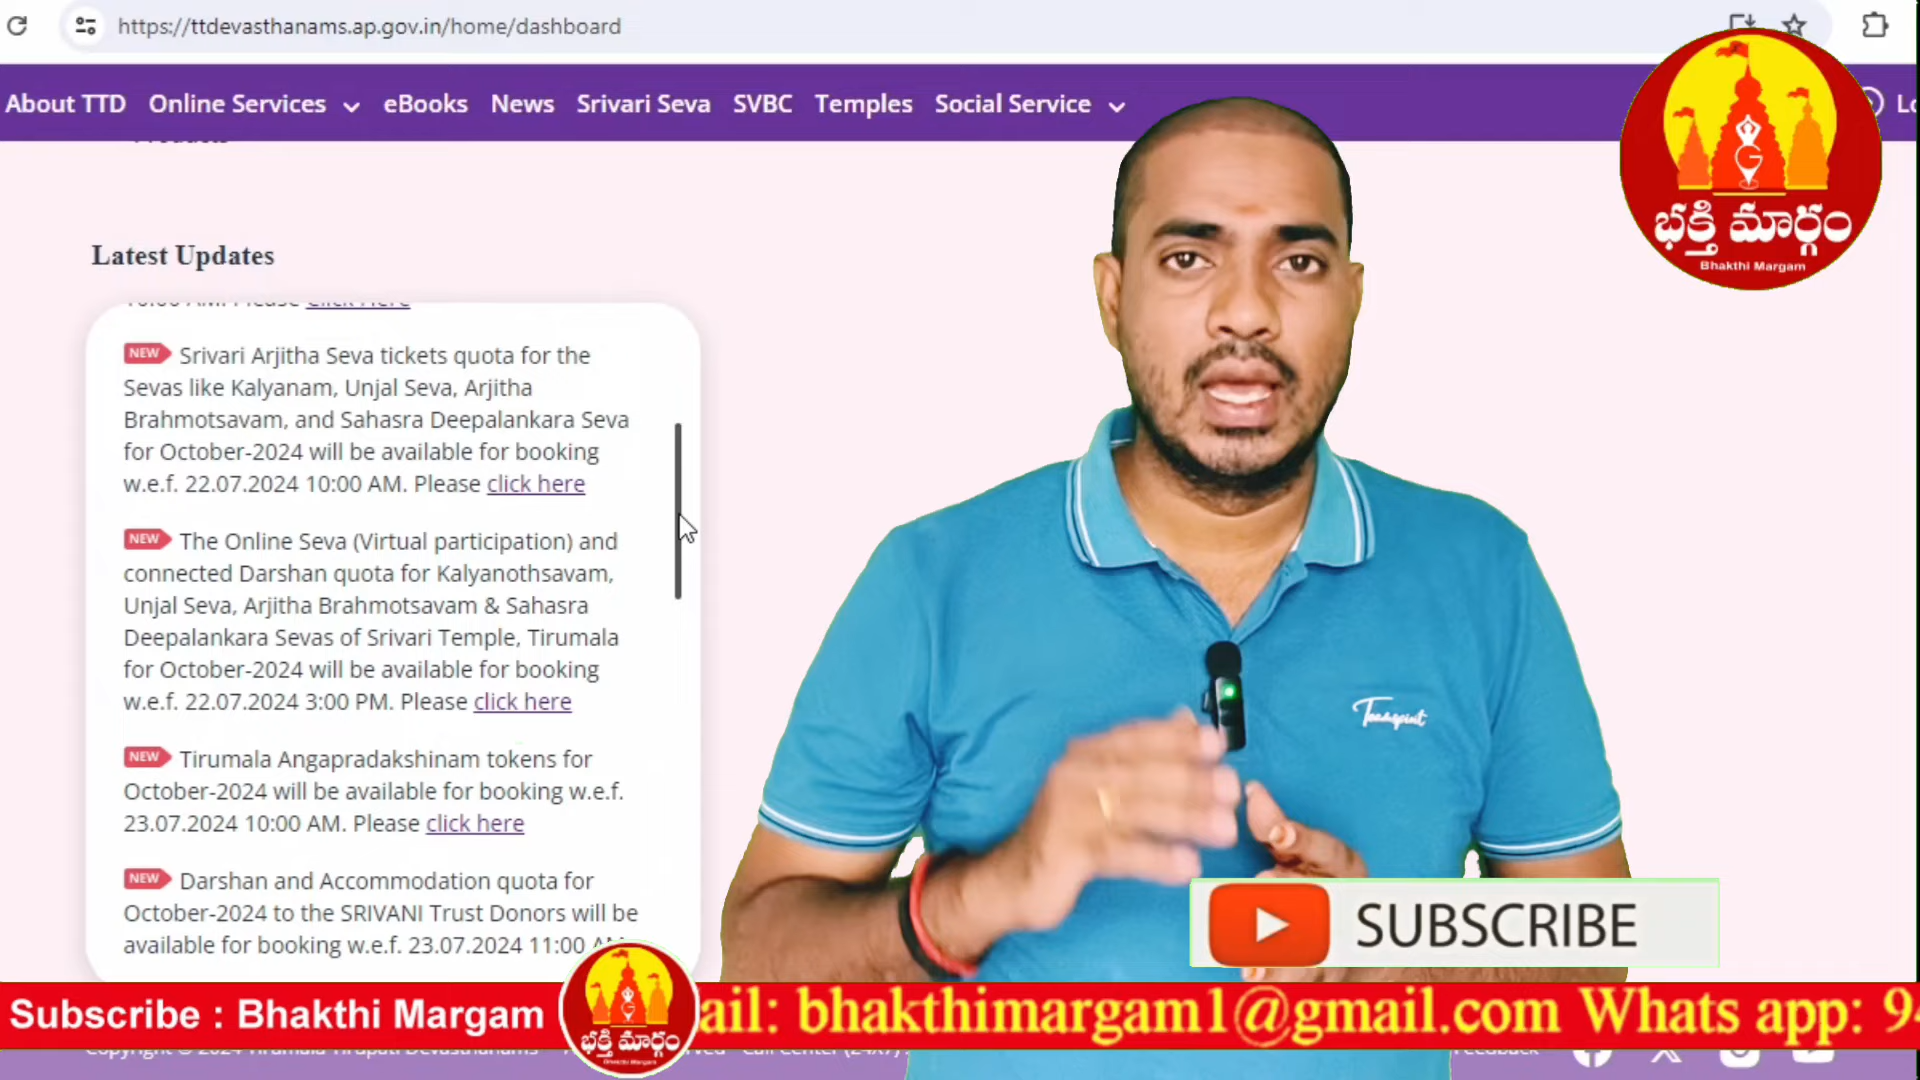 https://ttdevasthanams.ap.gov.in/home/dashboard
About TTD Online Services eBooks News Srivari Seva SVBC Temples Social Service
భక్తి మార్గం
Bhakthi Margam
Latest Updates
10:00 AM. Please Click Here
NEW Srivari Arjitha Seva tickets quota for the
Sevas like Kalyanam, Unjal Seva, Arjitha
Brahmotsavam, and Sahasra Deepalankara Seva
for October-2024 will be available for booking
w.e.f. 22.07.2024 10:00 AM. Please click here
NEW The Online Seva (Virtual participation) and
connected Darshan quota for Kalyanothsavam,
Unjal Seva, Arjitha Brahmotsavam & Sahasra
Deepalankara Sevas of Srivari Temple, Tirumala
for October-2024 will be available for booking
w.e.f. 22.07.2024 3:00 PM. Please click here
NEW Tirumala Angapradakshinam tokens for
October-2024 will be available for booking w.e.f.
23.07.2024 10:00 AM. Please click here
NEW Darshan and Accommodation quota for
October-2024 to the SRIVANI Trust Donors will be
available for booking w.e.f. 23.07.2024 11:00 AM
SUBSCRIBE
Subscribe : Bhakthi Margam
భక్తి మార్గం
ail: bhakthimargam1@gmail.com Whats app: 9